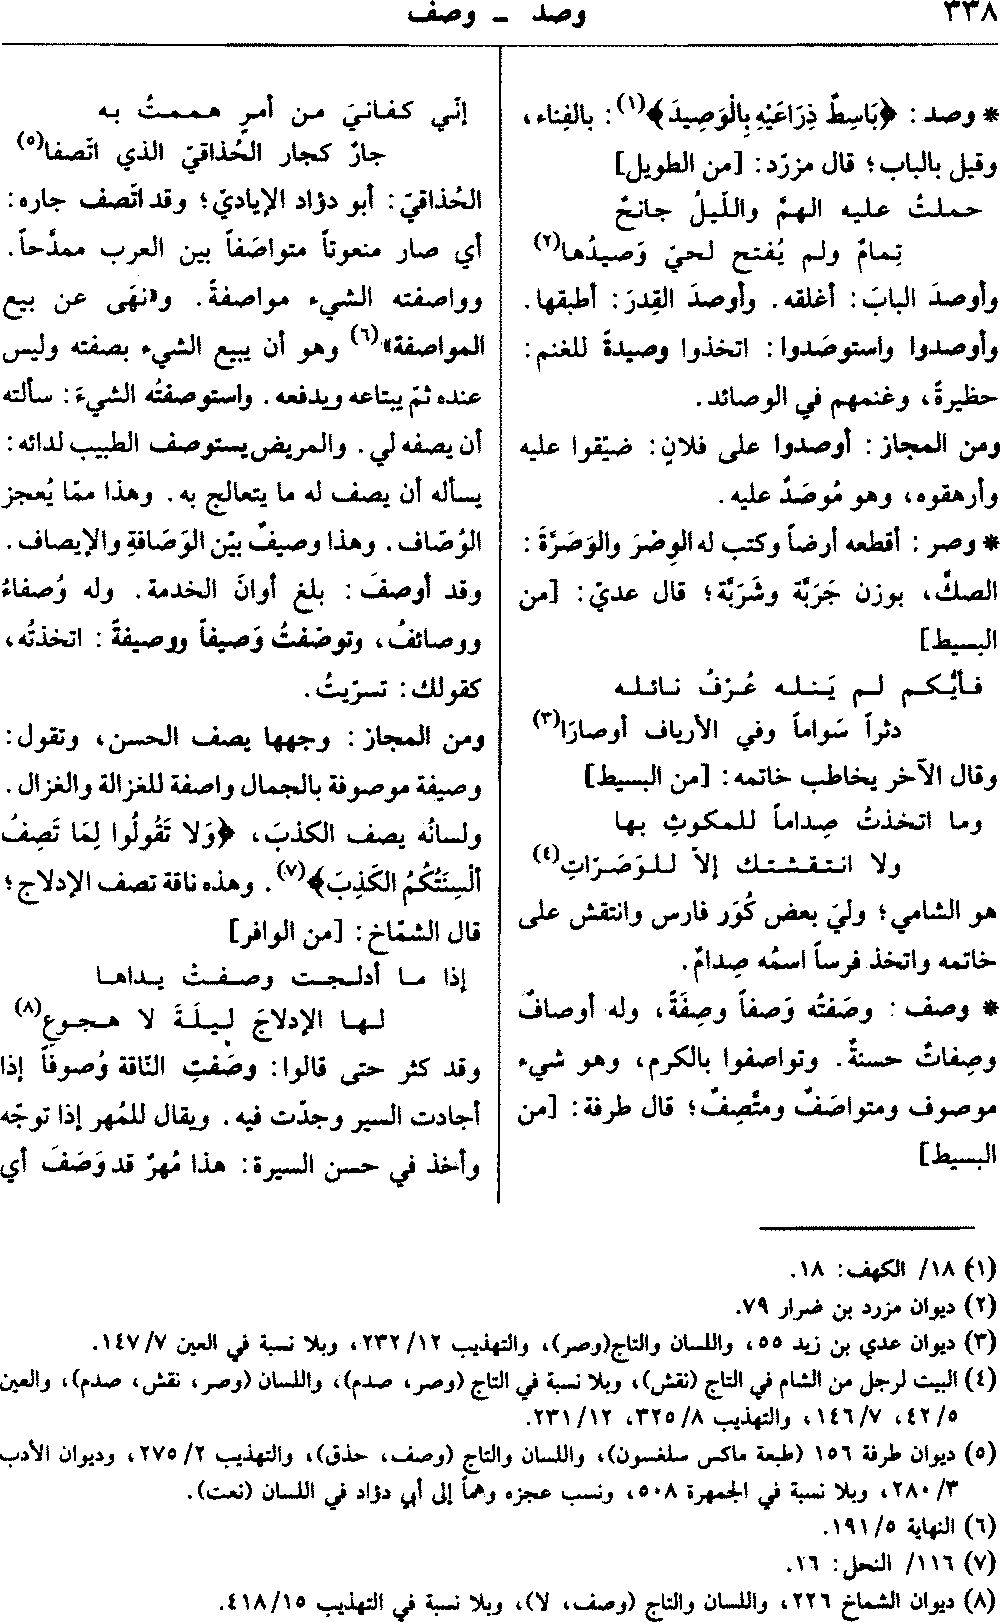 ٣٣٨
وصد ـ وصف
* وصد: ﴿بَاسِطٌ ذِرَاعَيْهِ بِالْوَصِيدَ﴾(١): بالفِناء،
وقيل بالباب؛ قال مزرّد: [من الطويل]
حملتُ عليه الهمَّ واللّيلُ جانحٌ
تِمامٌ ولم يُفتح لحيّ وَصيدُها(٢)
وأوصدَ البابَ: أغلقه. وأوصدَ القِدرَ: أطبقها.
وأوصدوا واستوصَدوا: اتخذوا وصيدةً للغنم:
حظيرةً، وغنمهم في الوصائد.
ومن المجاز: أوصدوا على فلانٍ: ضيّقوا عليه
وأرهقوه، وهو مُوصَدٌ عليه.
* وصر: أقطعه أرضاً وكتب له الوِصْرَ والوَصَرَّةَ:
الصكَّ، بوزن جَرَبَّة وشَرَبَّة؛ قال عديّ: [من
البسيط]
فأيُّكم لم يَنله عُرْفُ نائله
دثراً سَواماً وفي الأرياف أوصارَا(٣)
وقال الآخر يخاطب خاتمه: [من البسيط]
وما اتخذتُ صِداماً للمكوثِ بها
ولا انتقشتك إلاّ للوَصَرّاتِ(٤)
هو الشامي؛ وليَ بعض كُوَر فارس وانتقش على
خاتمه واتخذ فرساً اسمُه صِدامٌ.
* وصف: وصَفتُه وَصفاً وصِفَةً، وله أوصافٌ
وصِفاتٌ حسنةٌ. وتواصفوا بالكرم، وهو شيء
موصوف ومتواصَفٌ ومتَّصِفٌ؛ قال طرفة: [من
البسيط]
إنّي كفانيَ من أمرٍ هممتُ به
جارٌ كجار الحُذاقيّ الذي اتّصفا(٥)
الحُذاقيّ: أبو دؤاد الإياديّ؛ وقد اتَّصف جاره:
أي صار منعوتاً متواصَفاً بين العرب ممدَّحاً.
وواصفته الشيء مواصفةً. و«نهَى عن بيع
المواصفة»(٦) وهو أن يبيع الشيء بصفته وليس
عنده ثمّ يبتاعه ويدفعه. واستوصفتُه الشيءَ: سألته
أن يصفه لي. والمريض يستوصف الطبيب لدائه:
يسأله أن يصف له ما يتعالج به. وهذا ممّا يُعجز
الوُصّاف. وهذا وصيفٌ بيّن الوَصَافةِ والإيصاف.
وقد أوصفَ: بلغ أوانَ الخدمة. وله وُصفاءُ
ووصائفُ، وتوصّفتُ وَصيفاً ووصيفةً: اتخذتُه،
كقولك: تسرّيتُ.
ومن المجاز: وجهها يصف الحسن، وتقول:
وصيفة موصوفة بالجمال واصفة للغزالة والغزال.
ولسانُه يصف الكذبَ، ﴿وَلا تَقُولُوا لِمَا تَصِفُ
أَلْسِنَتُكُمُ الكَذِبَ﴾(٧). وهذه ناقة تصف الإدلاج؛
قال الشمّاخ: [من الوافر]
إذا ما أدلجت وصفتْ يداها
لها الإدلاجَ لِيلَةَ لا هجوعِ(٨)
وقد كثر حتى قالوا: وصَفتِ النّاقة وُصوفاً إذا
أجادت السير وجدّت فيه. ويقال للمُهر إذا توجّه
وأخذ في حسن السيرة: هذا مُهرٌ قد وَصَفَ أي
(١) ١٨/ الكهف: ١٨.
(٢) ديوان مزرد بن ضرار ٧٩.
(٣) ديوان عدي بن زيد ٥٥، واللسان والتاج(وصر)، والتهذيب ٢٣٢/١٢، وبلا نسبة في العين ١٤٧/٧.
(٤) البيت لرجل من الشام في التاج (نقش)، وبلا نسبة في التاج (وصر، صدم)، واللسان (وصر، نقش، صدم)، والعين
٤٢/٥، ١٤٦/٧، والتهذيب ٣٢٥/٨، ٢٣١/١٢.
(٥) ديوان طرفة ١٥٦ (طبعة ماكس سلغسون)، واللسان والتاج (وصف، حذق)، والتهذيب ٢٧٥/٢، وديوان الأدب
٢٨٠/٣، وبلا نسبة في الجمهرة ٥٠٨، ونسب عجزه وهماً إلى أبي دؤاد في اللسان (نعت).
(٦) النهاية ١٩١/٥.
(٧) ١١٦/ النحل: ١٦.
(٨) ديوان الشماخ ٢٢٦، واللسان والتاج (وصف، لا)، وبلا نسبة في التهذيب ٤١٨/١٥.